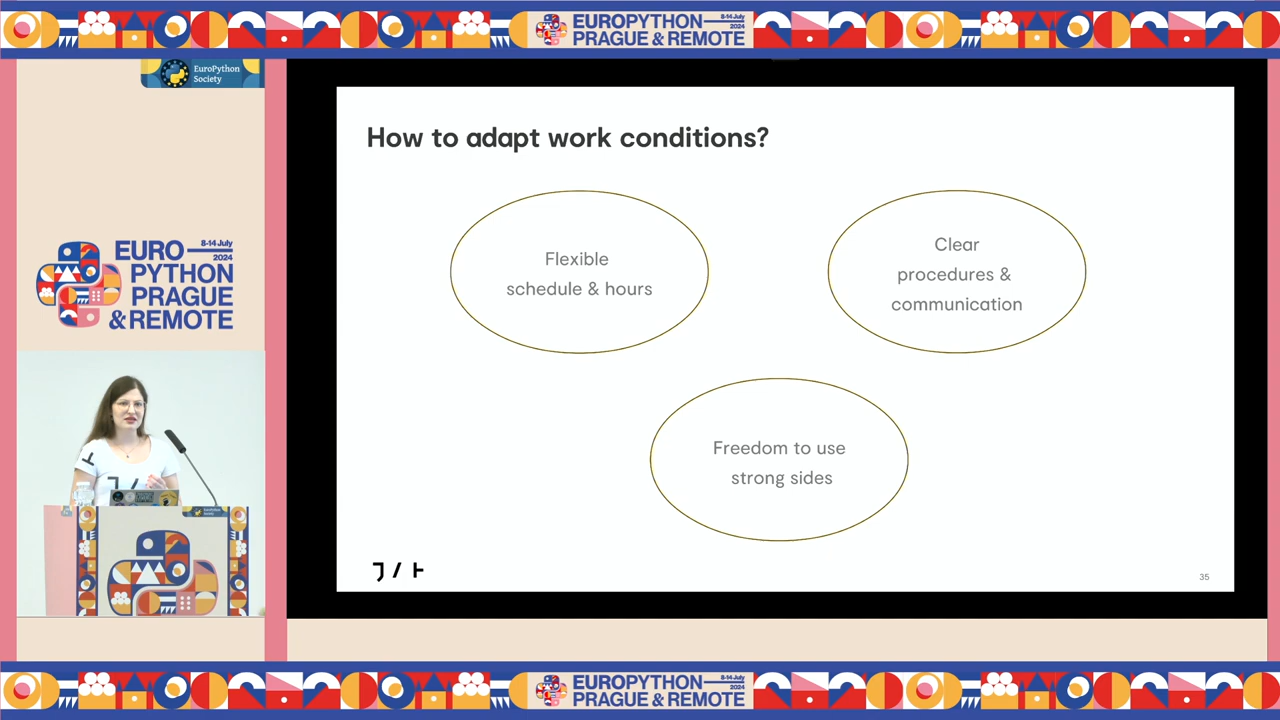 EUROPYTHON
8-14 July
2024
PRAGUE & REMOTE
EuroPython
Society
EURO
8-14 July
2024
PYTHON
PRAGUE
& REMOTE
How to adapt work conditions?
Flexible
schedule & hours
Clear
procedures &
communication
Freedom to use
strong sides
35
EuroPython
Society
EUROPYTHON
8-14 July
2024
PRAGUE & REMOTE